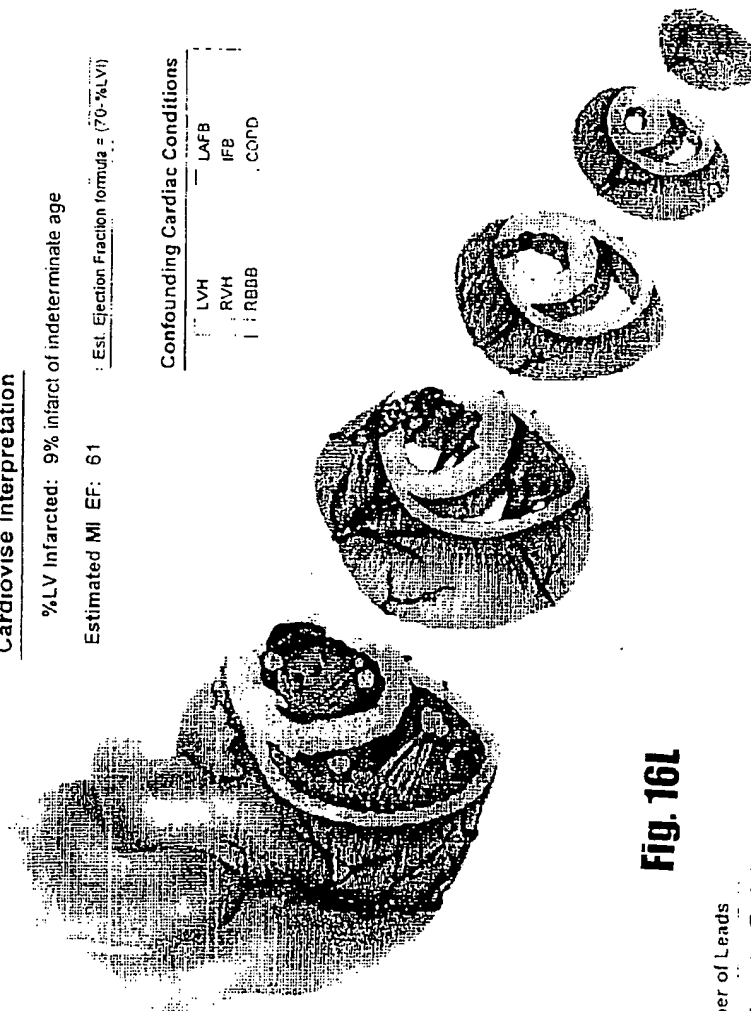 Cardiovise Interpretation
%LV Infarcted: 9% infarct of indeterminate age
Estimated MI EF: 61
Est. Ejection Fraction formula = (70-%LVI)
Confounding Cardiac Conditions
LVH LAFB
RVH IFB
RBBB COPD
Fig. 16L
of Leads